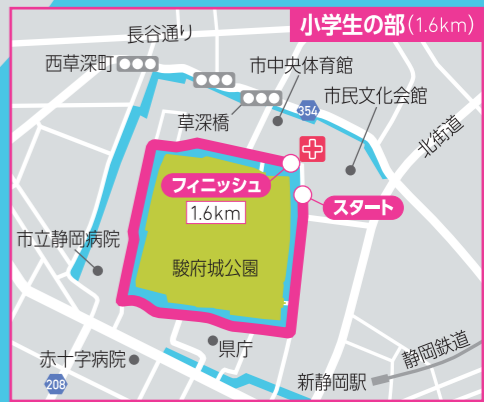 小学生の部(1.6km)
長谷通り
西草深町
市中央体育館
草深橋
354
市民文化会館
北街道
フィニッシュ
1.6km
スタート
市立静岡病院
駿府城公園
県庁
赤十字病院
208
新静岡駅
静岡鉄道